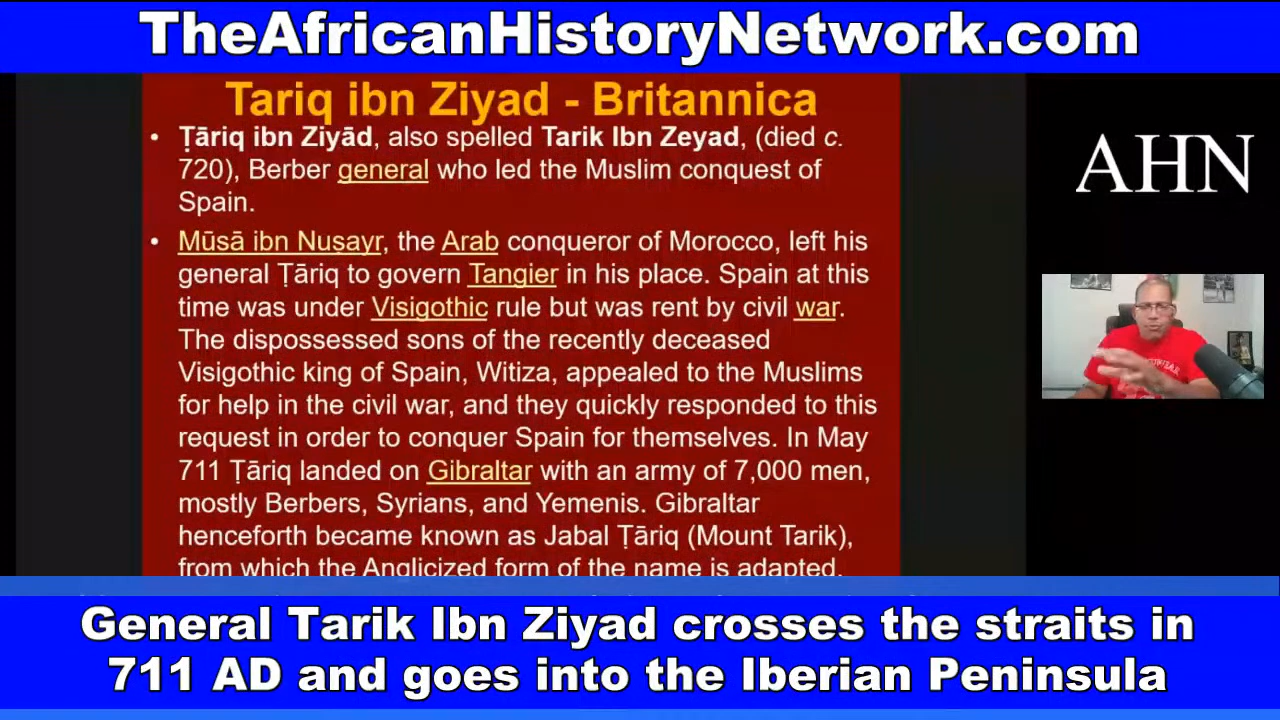 TheAfricanHistoryNetwork.com
Tariq ibn Ziyad - Britannica
• Ṭāriq ibn Ziyād, also spelled Tarik Ibn Zeyad, (died c.
720), Berber general who led the Muslim conquest of
Spain.
• Mūsā ibn Nusayr, the Arab conqueror of Morocco, left his
general Ṭāriq to govern Tangier in his place. Spain at this
time was under Visigothic rule but was rent by civil war.
The dispossessed sons of the recently deceased
Visigothic king of Spain, Witiza, appealed to the Muslims
for help in the civil war, and they quickly responded to this
request in order to conquer Spain for themselves. In May
711 Ṭāriq landed on Gibraltar with an army of 7,000 men,
mostly Berbers, Syrians, and Yemenis. Gibraltar
henceforth became known as Jabal Ṭāriq (Mount Tarik),
from which the Anglicized form of the name is adapted.
AHN
General Tarik Ibn Ziyad crosses the straits in
711 AD and goes into the Iberian Peninsula